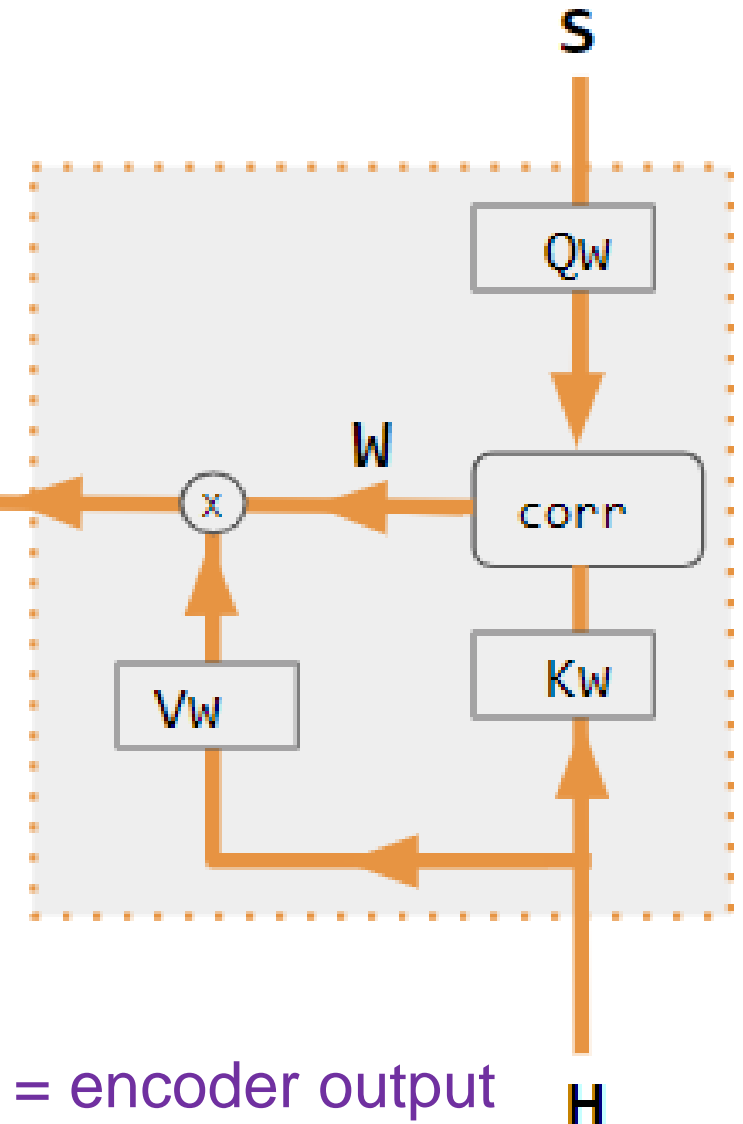 S
Qw
W
x
corr
Vw
Kw
= encoder output
H